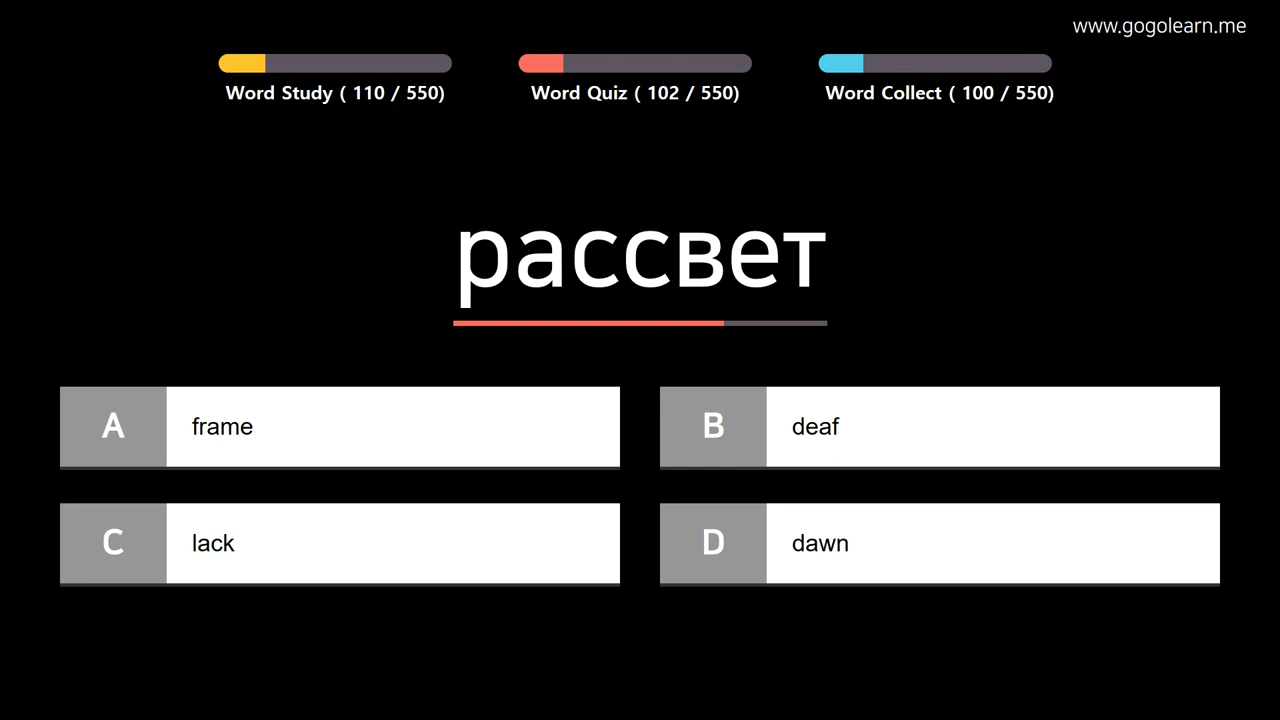 www.gogolearn.me
Word Study ( 110 / 550)
Word Quiz ( 102 / 550)
Word Collect ( 100 / 550)
рассвет
A frame
B deaf
C lack
D dawn